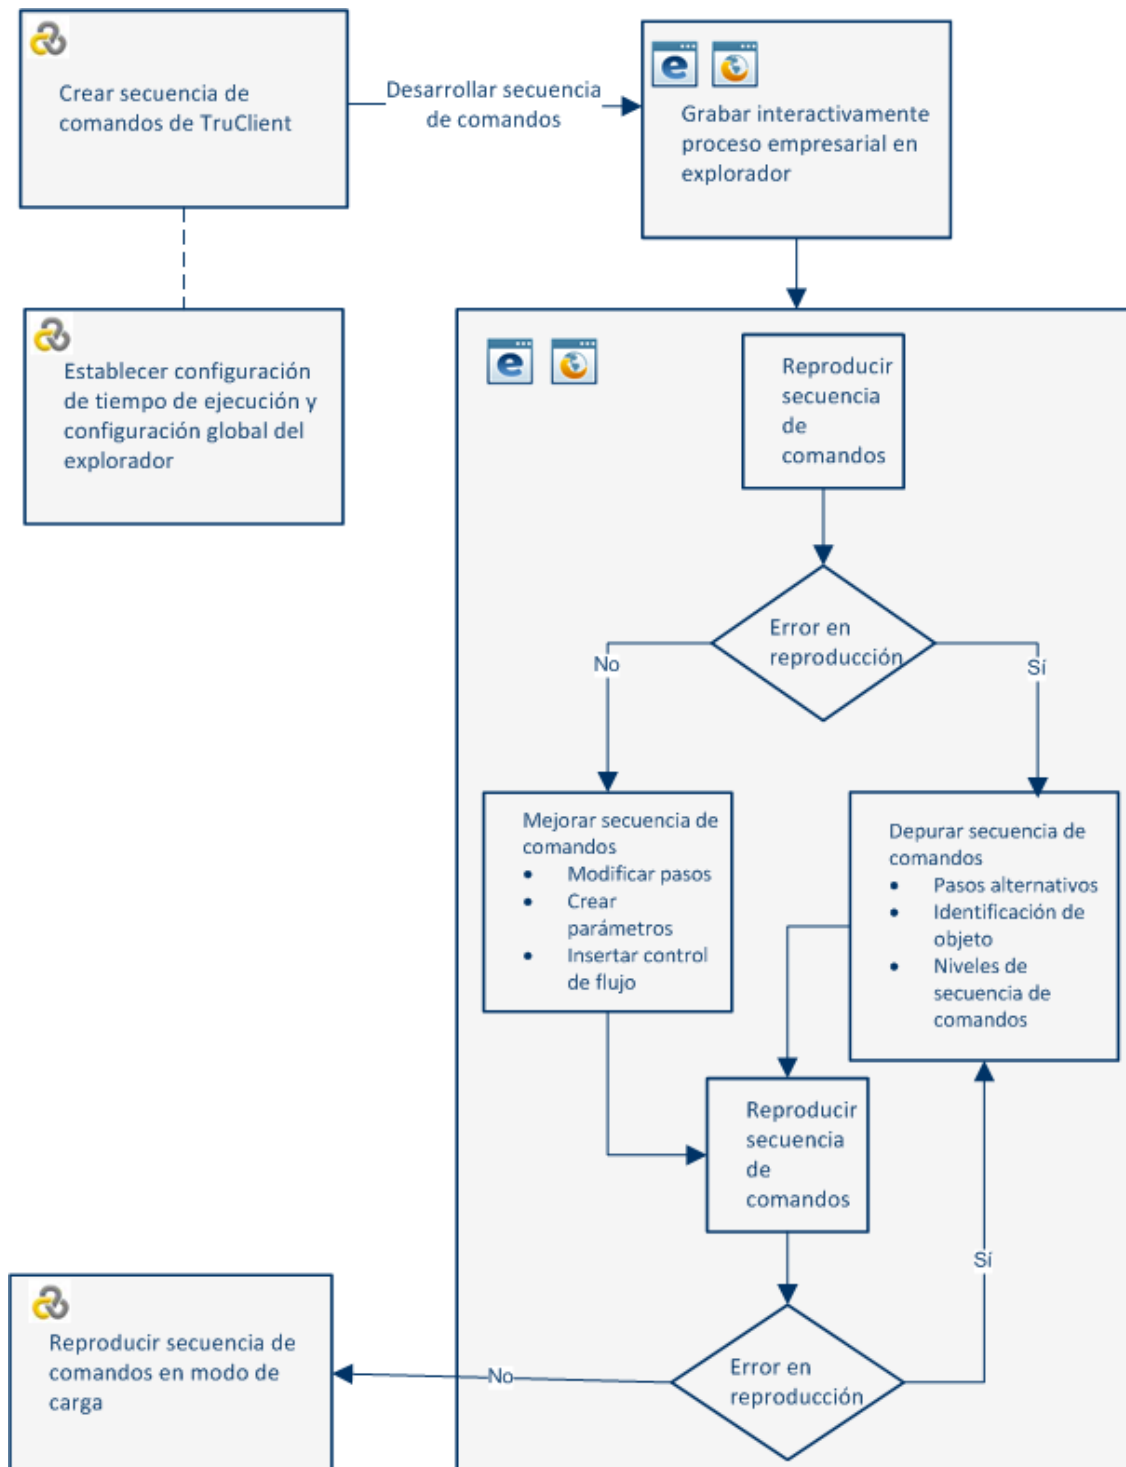 Crear secuencia de
comandos de TruClient
Desarrollar secuencia
de comandos
Grabar interactivamente
proceso empresarial en
explorador
Establecer configuración
de tiempo de ejecución y
configuración global del
explorador
Reproducir
secuencia
de
comandos
Error en
reproducción
No
Sí
Mejorar secuencia de
comandos
• Modificar pasos
• Crear
parámetros
• Insertar control
de flujo
Depurar secuencia de
comandos
• Pasos alternativos
• Identificación de
objeto
• Niveles de
secuencia de
comandos
Reproducir
secuencia
de
comandos
Sí
Error en
reproducción
No
Reproducir secuencia de
comandos en modo de
carga